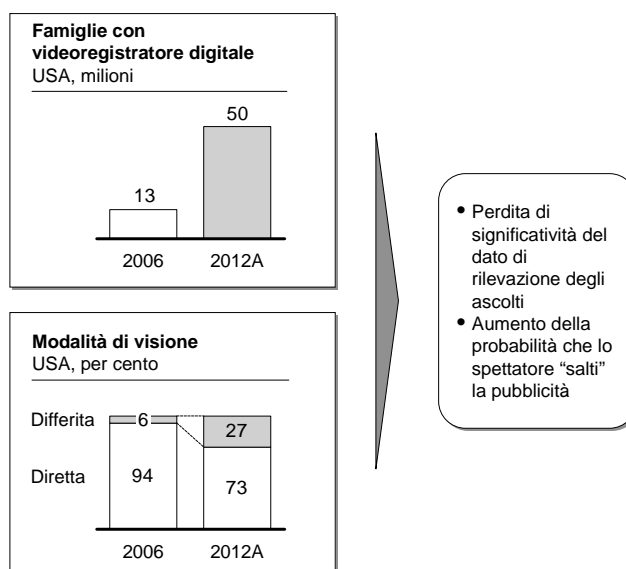 Famiglie con
videoregistratore digitale
USA, milioni
50
13
2006 2012A
Modalità di visione
USA, per cento
Differita 6 27
Diretta 94 73
2006 2012A
• Perdita di
significatività del
dato di
rilevazione degli
ascolti
• Aumento della
probabilità che lo
spettatore “salti”
la pubblicità